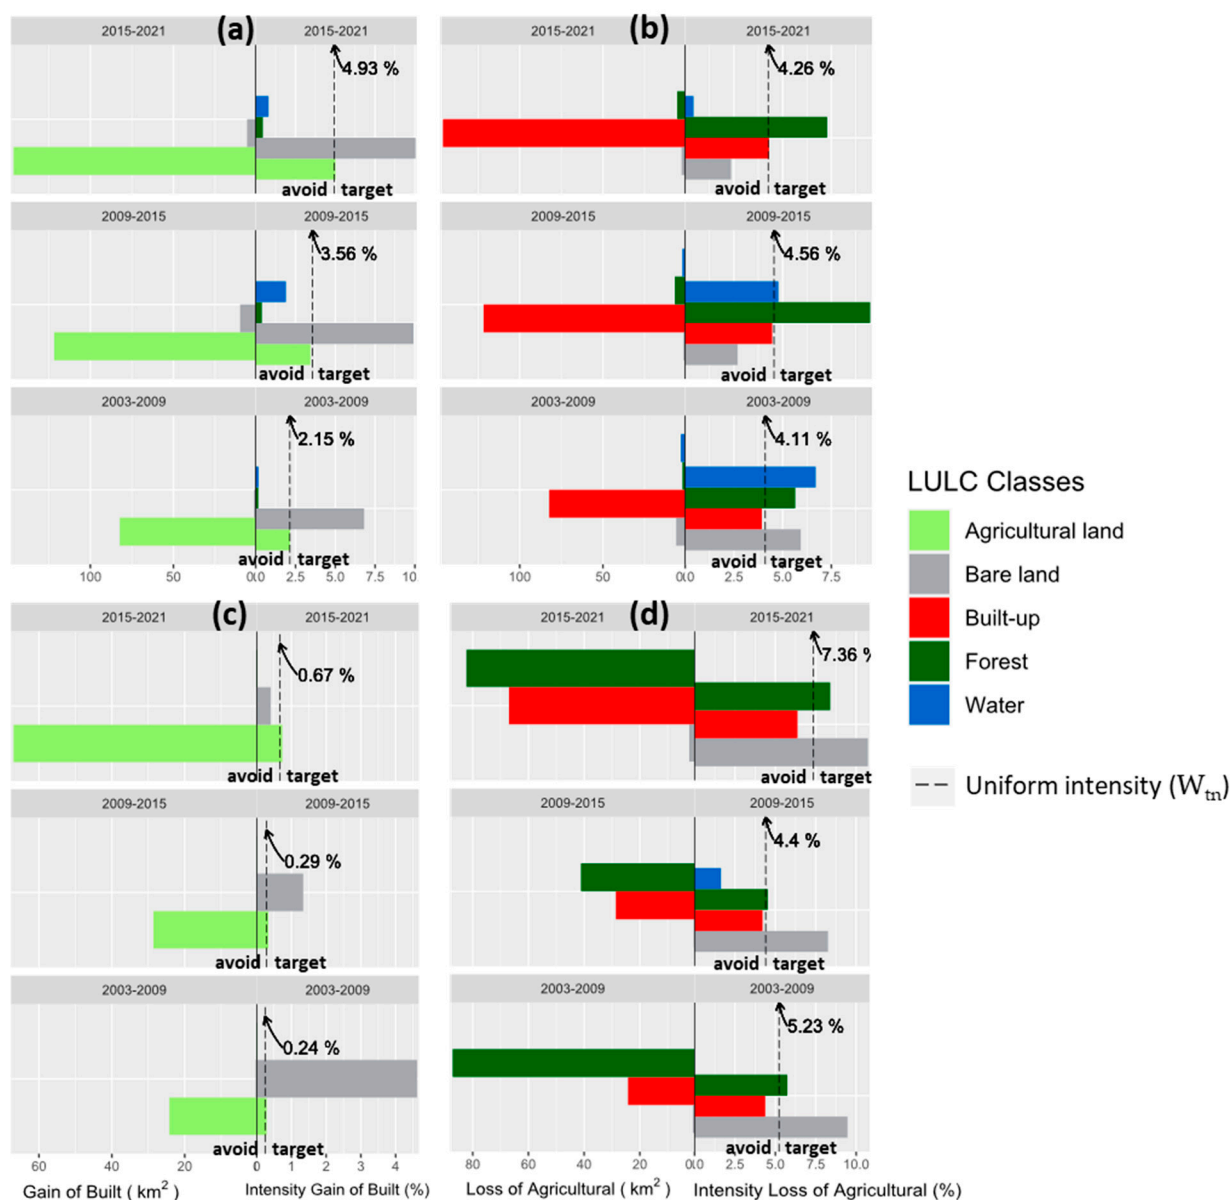 (a)
2015-2021 2015-2021
4.93 %
avoid target
2009-2015 2009-2015
3.56 %
avoid target
2003-2009 2003-2009
2.15 %
avoid target
100 50 0 0.0 2.5 5.0 7.5 10
(b)
2015-2021 2015-2021
4.26 %
avoid target
2009-2015 2009-2015
4.56 %
avoid target
2003-2009 2003-2009
4.11 %
avoid target
100 50 0 0.0 2.5 5.0 7.5
(c)
2015-2021 2015-2021
0.67 %
avoid target
2009-2015 2009-2015
0.29 %
avoid target
2003-2009 2003-2009
0.24 %
avoid target
60 40 20 0 1 2 3 4
Gain of Built ( km²) Intensity Gain of Built (%)
(d)
2015-2021 2015-2021
7.36 %
avoid target
2009-2015 2009-2015
4.4 %
avoid target
2003-2009 2003-2009
5.23 %
avoid target
80 60 40 20 0 0.0 2.5 5.0 7.5 10.0
Loss of Agricultural ( km²) Intensity Loss of Agricultural (%)
LULC Classes
Agricultural land
Bare land
Built-up
Forest
Water
Uniform intensity (Wtn)